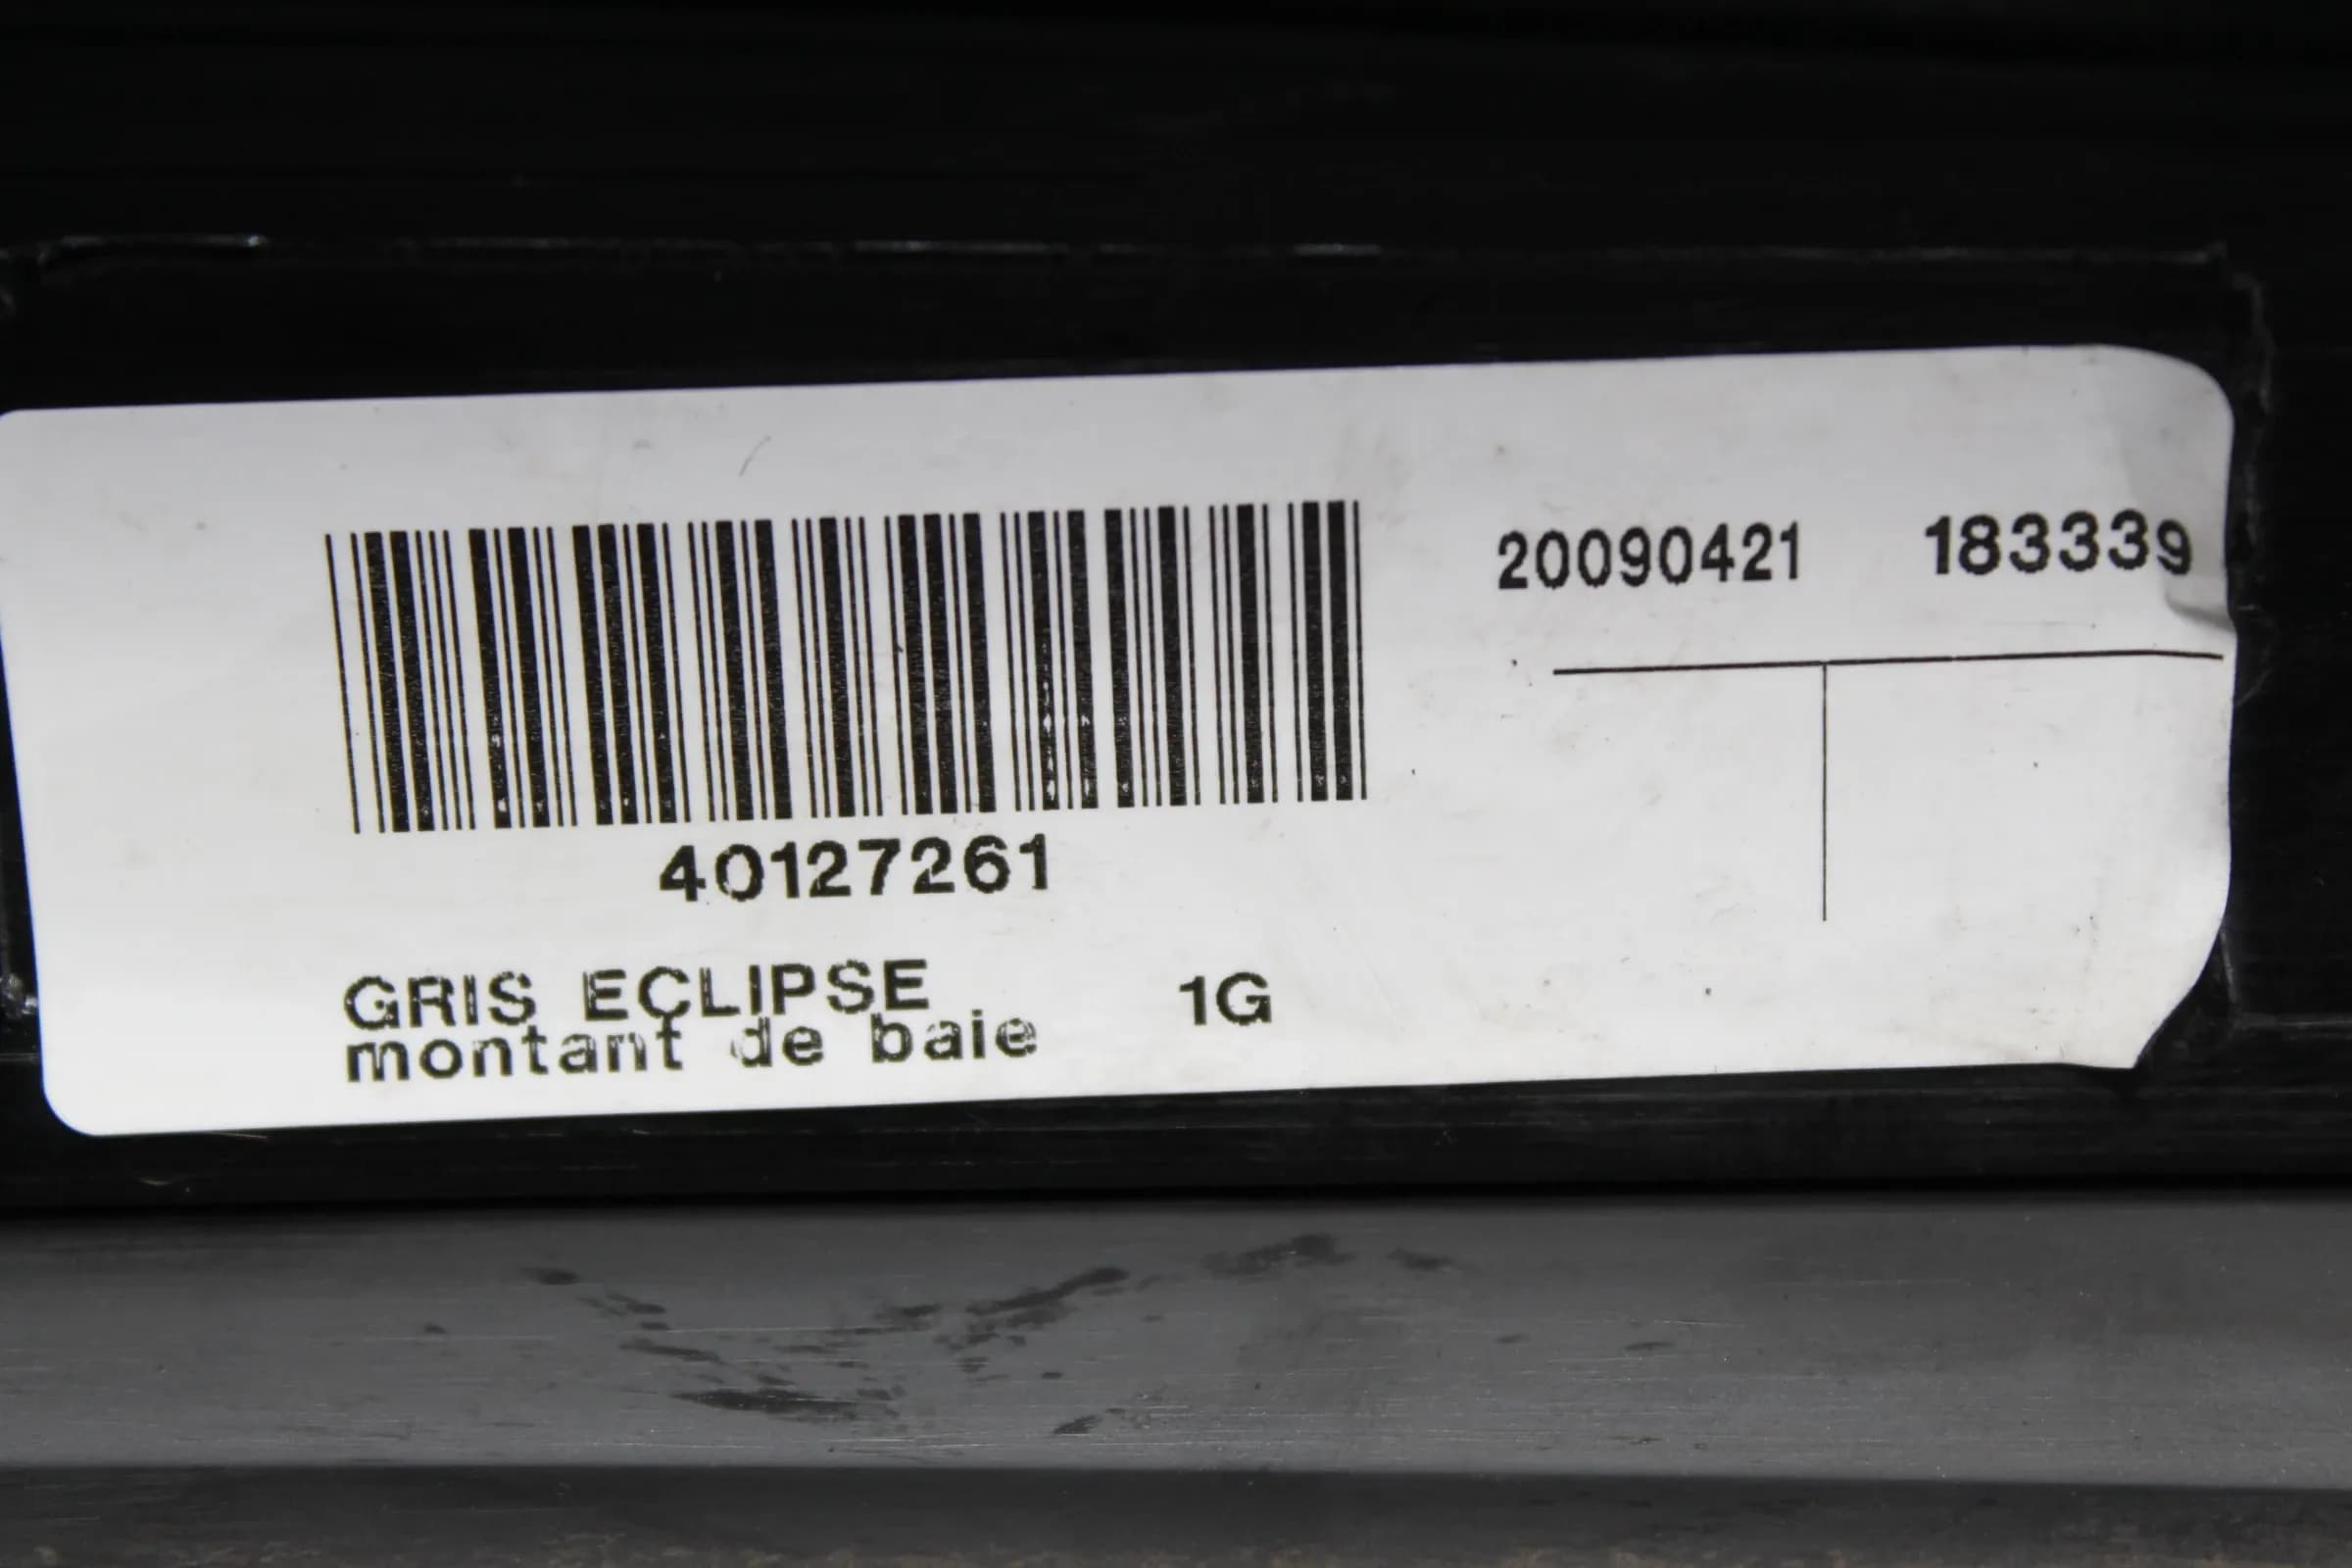 20090421 183339
40127261
GRIS ECLIPSE 1G
montant de baie